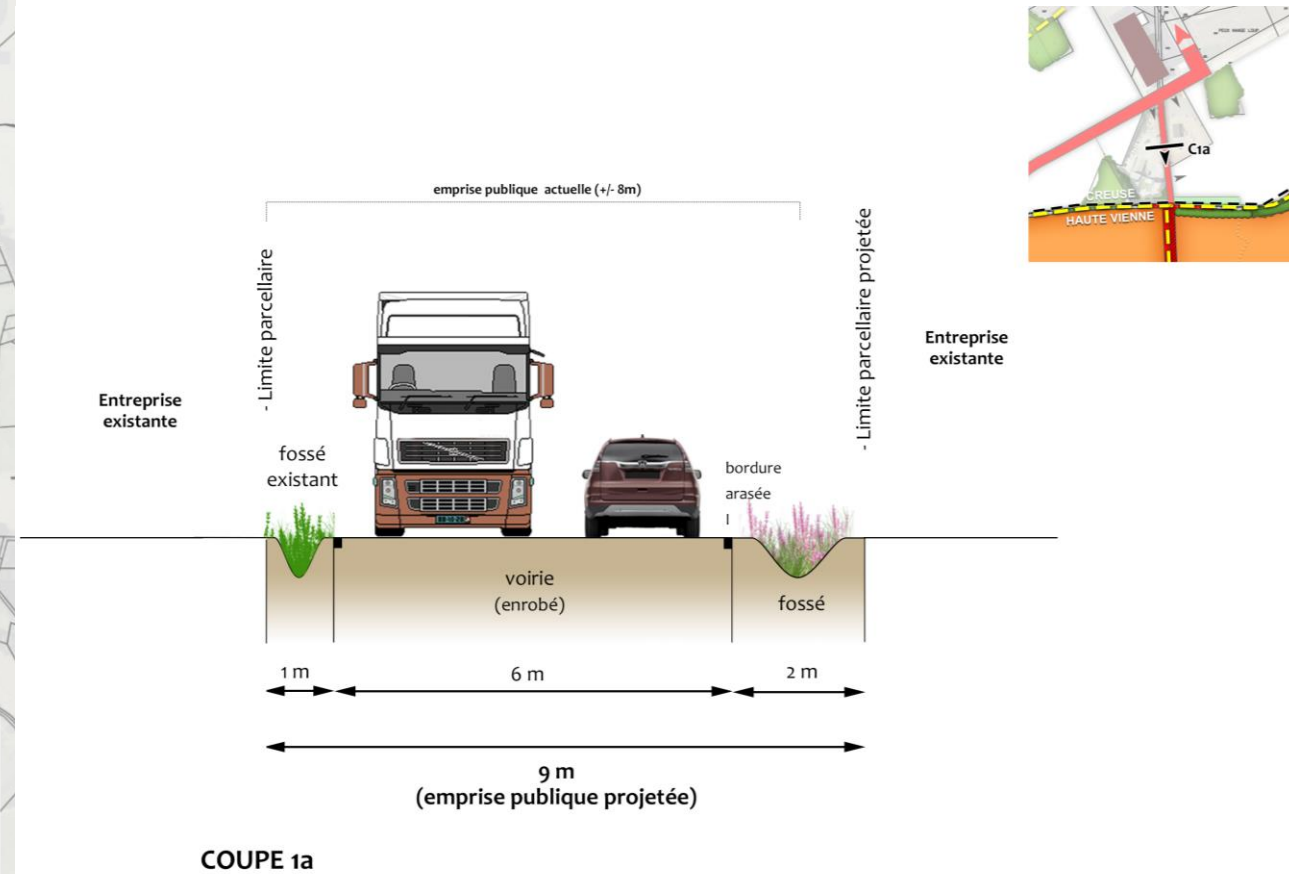 C1a
CREUSE
HAUTE VIENNE
emprise publique actuelle (+/- 8m)
- Limite parcellaire
- Limite parcellaire projetée
Entreprise
existante
Entreprise
existante
fossé
existant
bordure
arasée
voirie
(enrobé)
fossé
1 m
6 m
2 m
9 m
(emprise publique projetée)
COUPE 1a